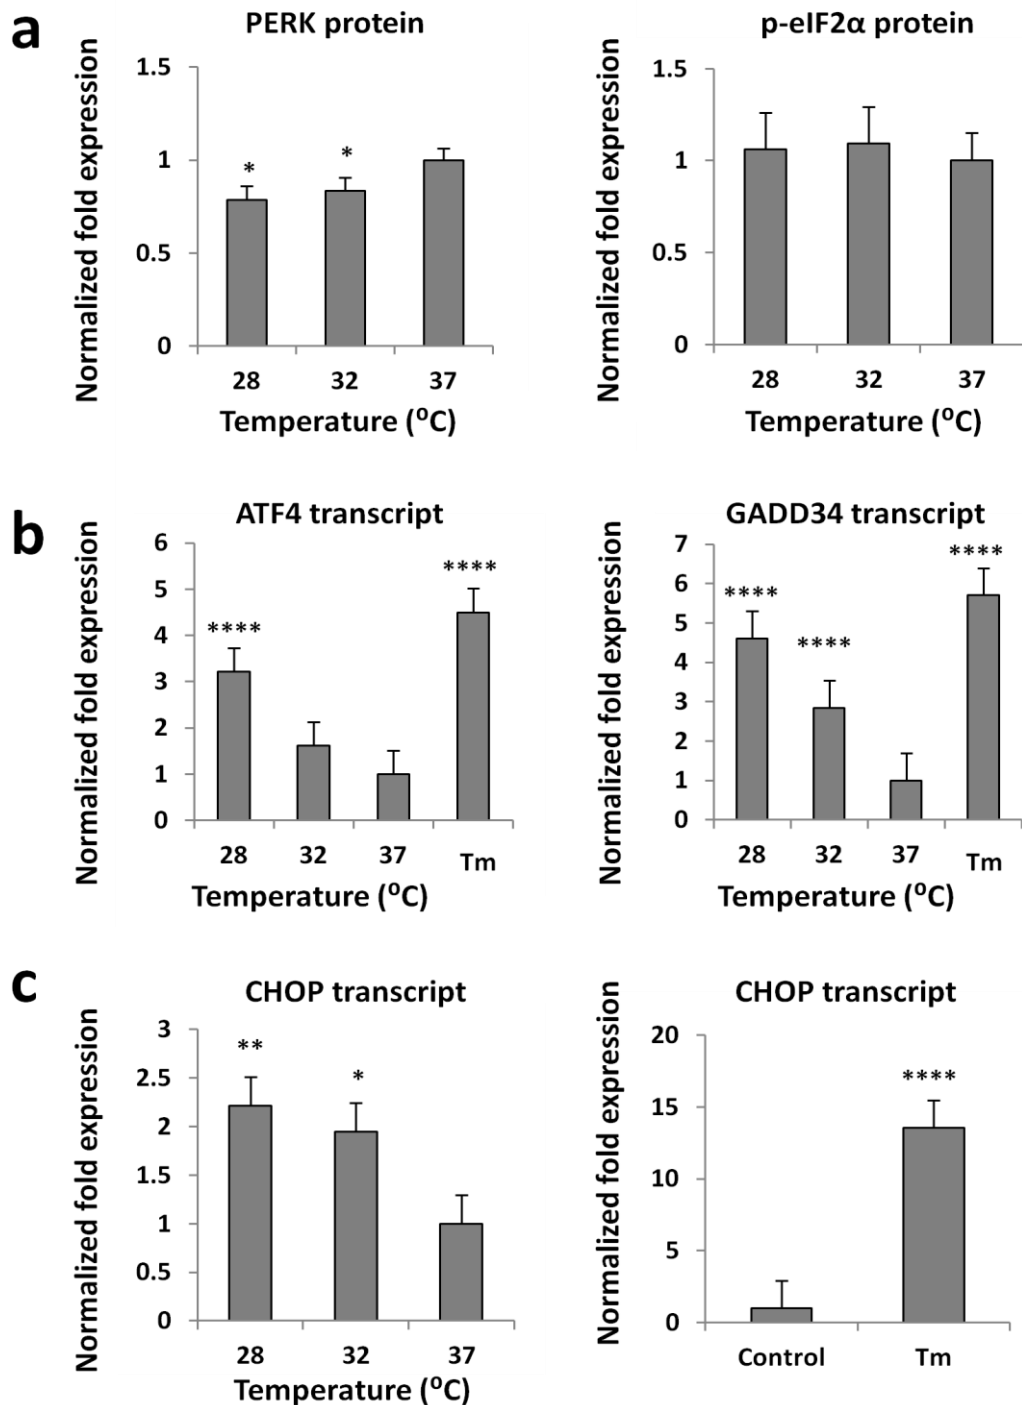 a
PERK protein
Normalized fold expression
1.5
1
0.5
0
*
*
28 32 37
Temperature (⁰C)
p-eIF2α protein
Normalized fold expression
1.5
1
0.5
0
28 32 37
Temperature (⁰C)
b
ATF4 transcript
Normalized fold expression
6
5
4
3
2
1
0
****
****
28 32 37 Tm
Temperature (⁰C)
GADD34 transcript
Normalized fold expression
7
6
5
4
3
2
1
0
****
****
****
28 32 37 Tm
Temperature (⁰C)
c
CHOP transcript
Normalized fold expression
3
2.5
2
1.5
1
0.5
0
**
*
28 32 37
Temperature (⁰C)
CHOP transcript
Normalized fold expression
20
15
10
5
0
****
Control Tm